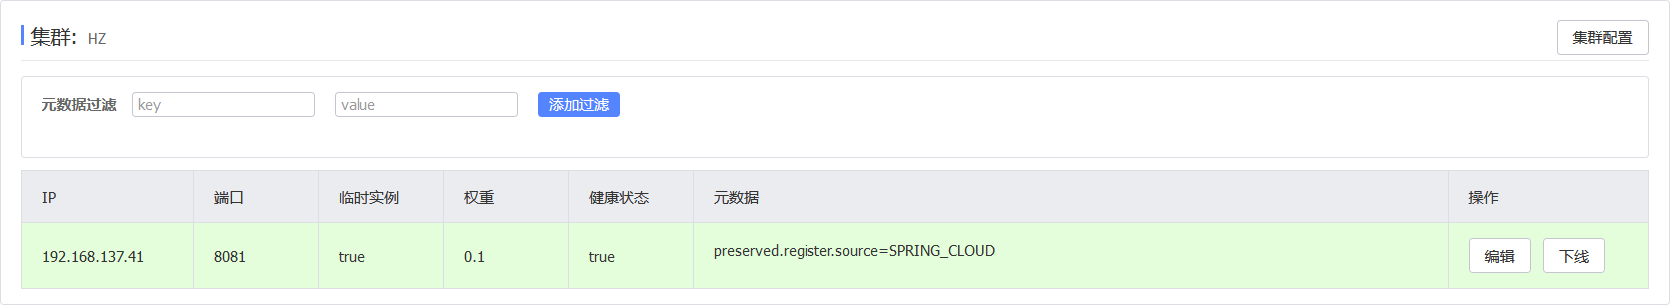 集群: HZ 集群配置
元数据过滤 key value 添加过滤
IP 端口 临时实例 权重 健康状态 元数据 操作
192.168.137.41 8081 true 0.1 true preserved.register.source=SPRING_CLOUD 编辑 下线